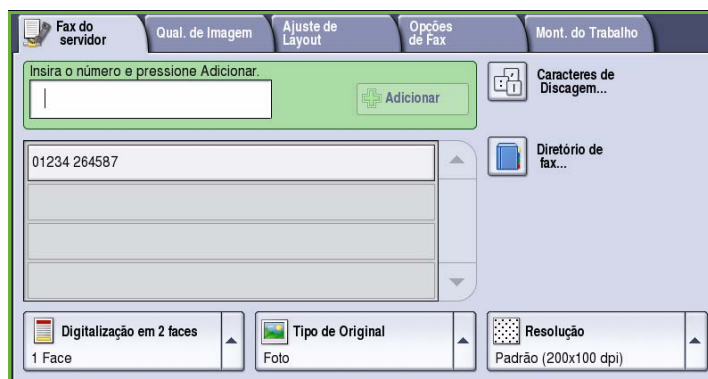 Fax do
servidor
Qual. de Imagem
Ajuste de
Layout
Opções
de Fax
Mont. do Trabalho
Insira o número e pressione Adicionar.
Adicionar
Caracteres de
Discagem...
01234 264587
Diretório de
fax...
Digitalização em 2 faces
1 Face
Tipo de Original
Foto
Resolução
Padrão (200x100 dpi)